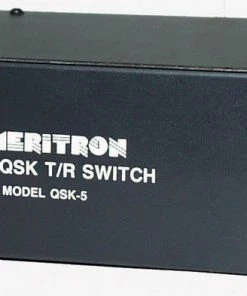 MERITRON
QSK T/R SWITCH
MODEL QSK-5